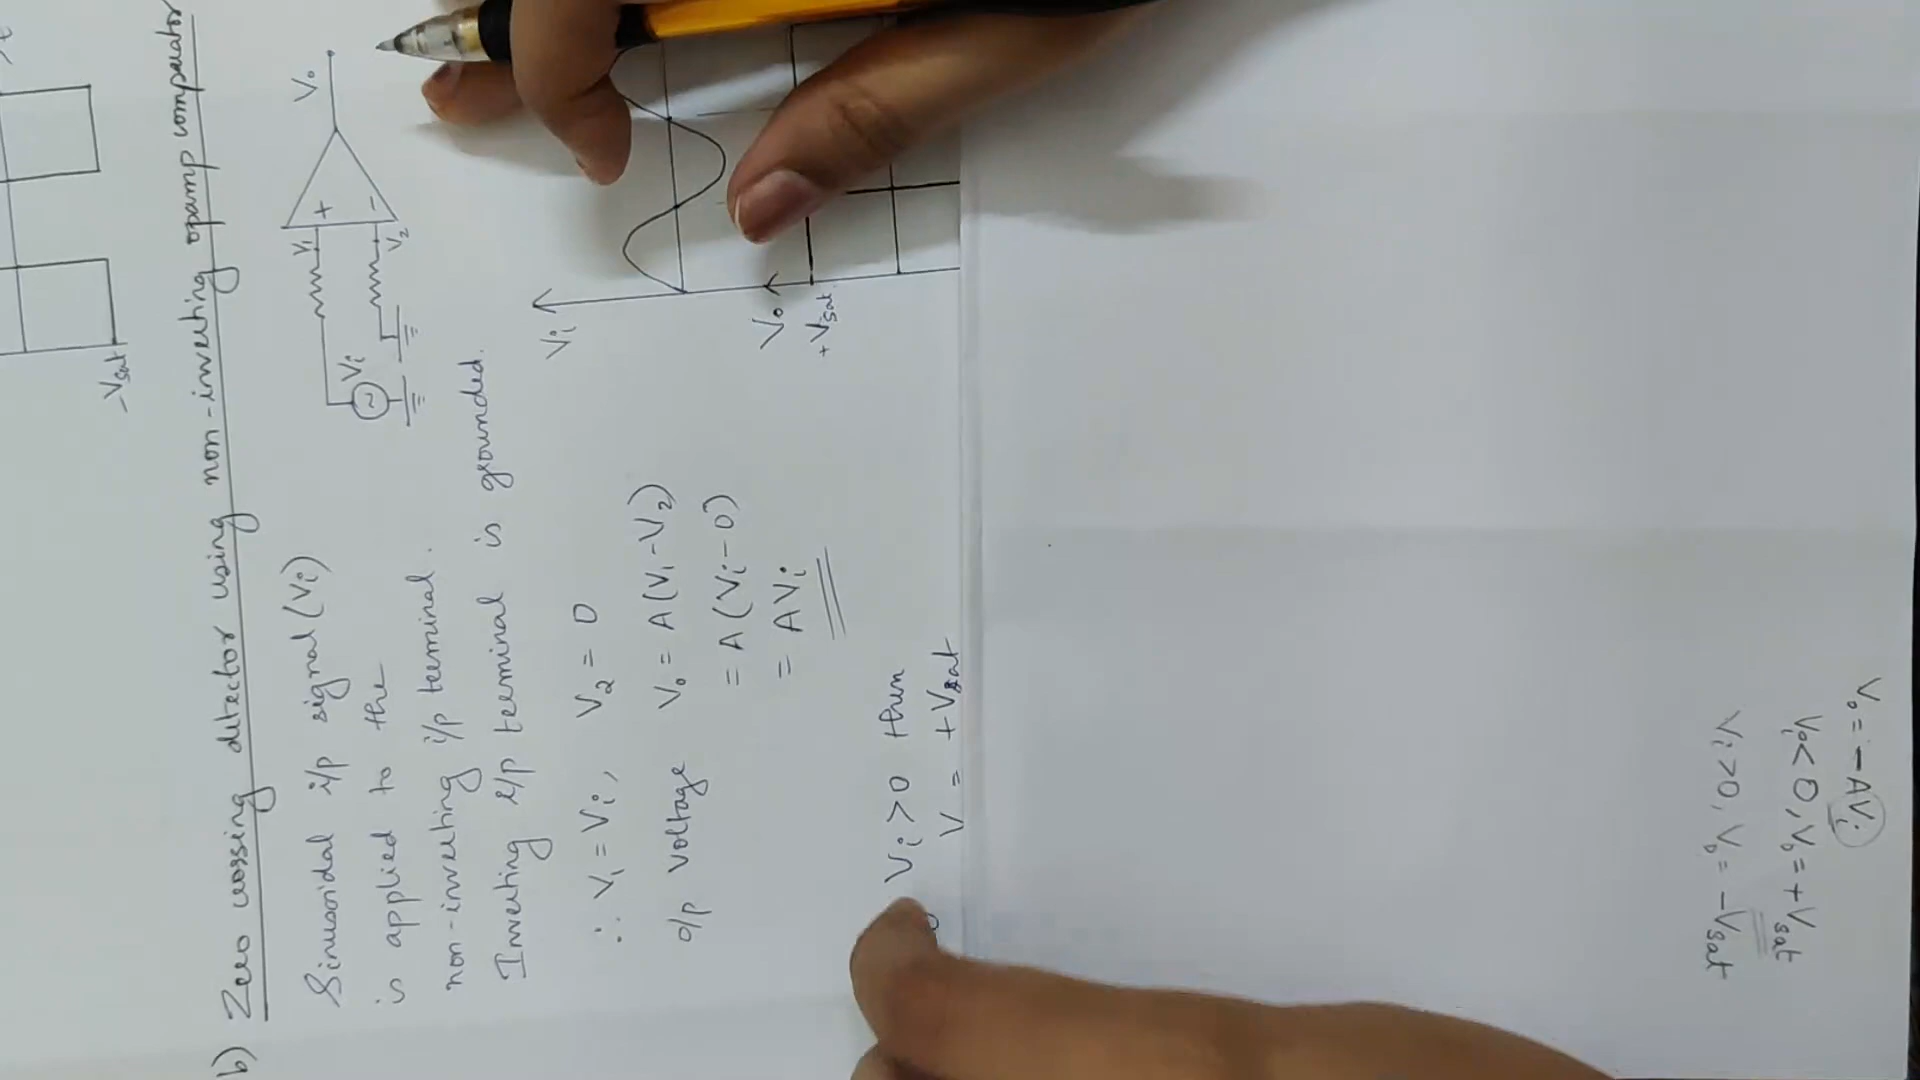 t
-Vsat
b) Zero crossing detector using non-inverting opamp comparator
Sinusoidal i/p signal (Vi)
is applied to the
non-inverting i/p terminal.
Inverting i/p terminal is grounded.
V1
+
-
V2
Vo
Vi
~
∴ V1 = Vi, V2 = 0
o/p voltage Vo = A(V1-V2)
= A(Vi-0)
= AVi
Vi
Vo
+Vsat
Vi>0 then
V = +Vsat
Vo = -AVi
Vi<0, Vo = +Vsat
Vi>0, Vo = -Vsat